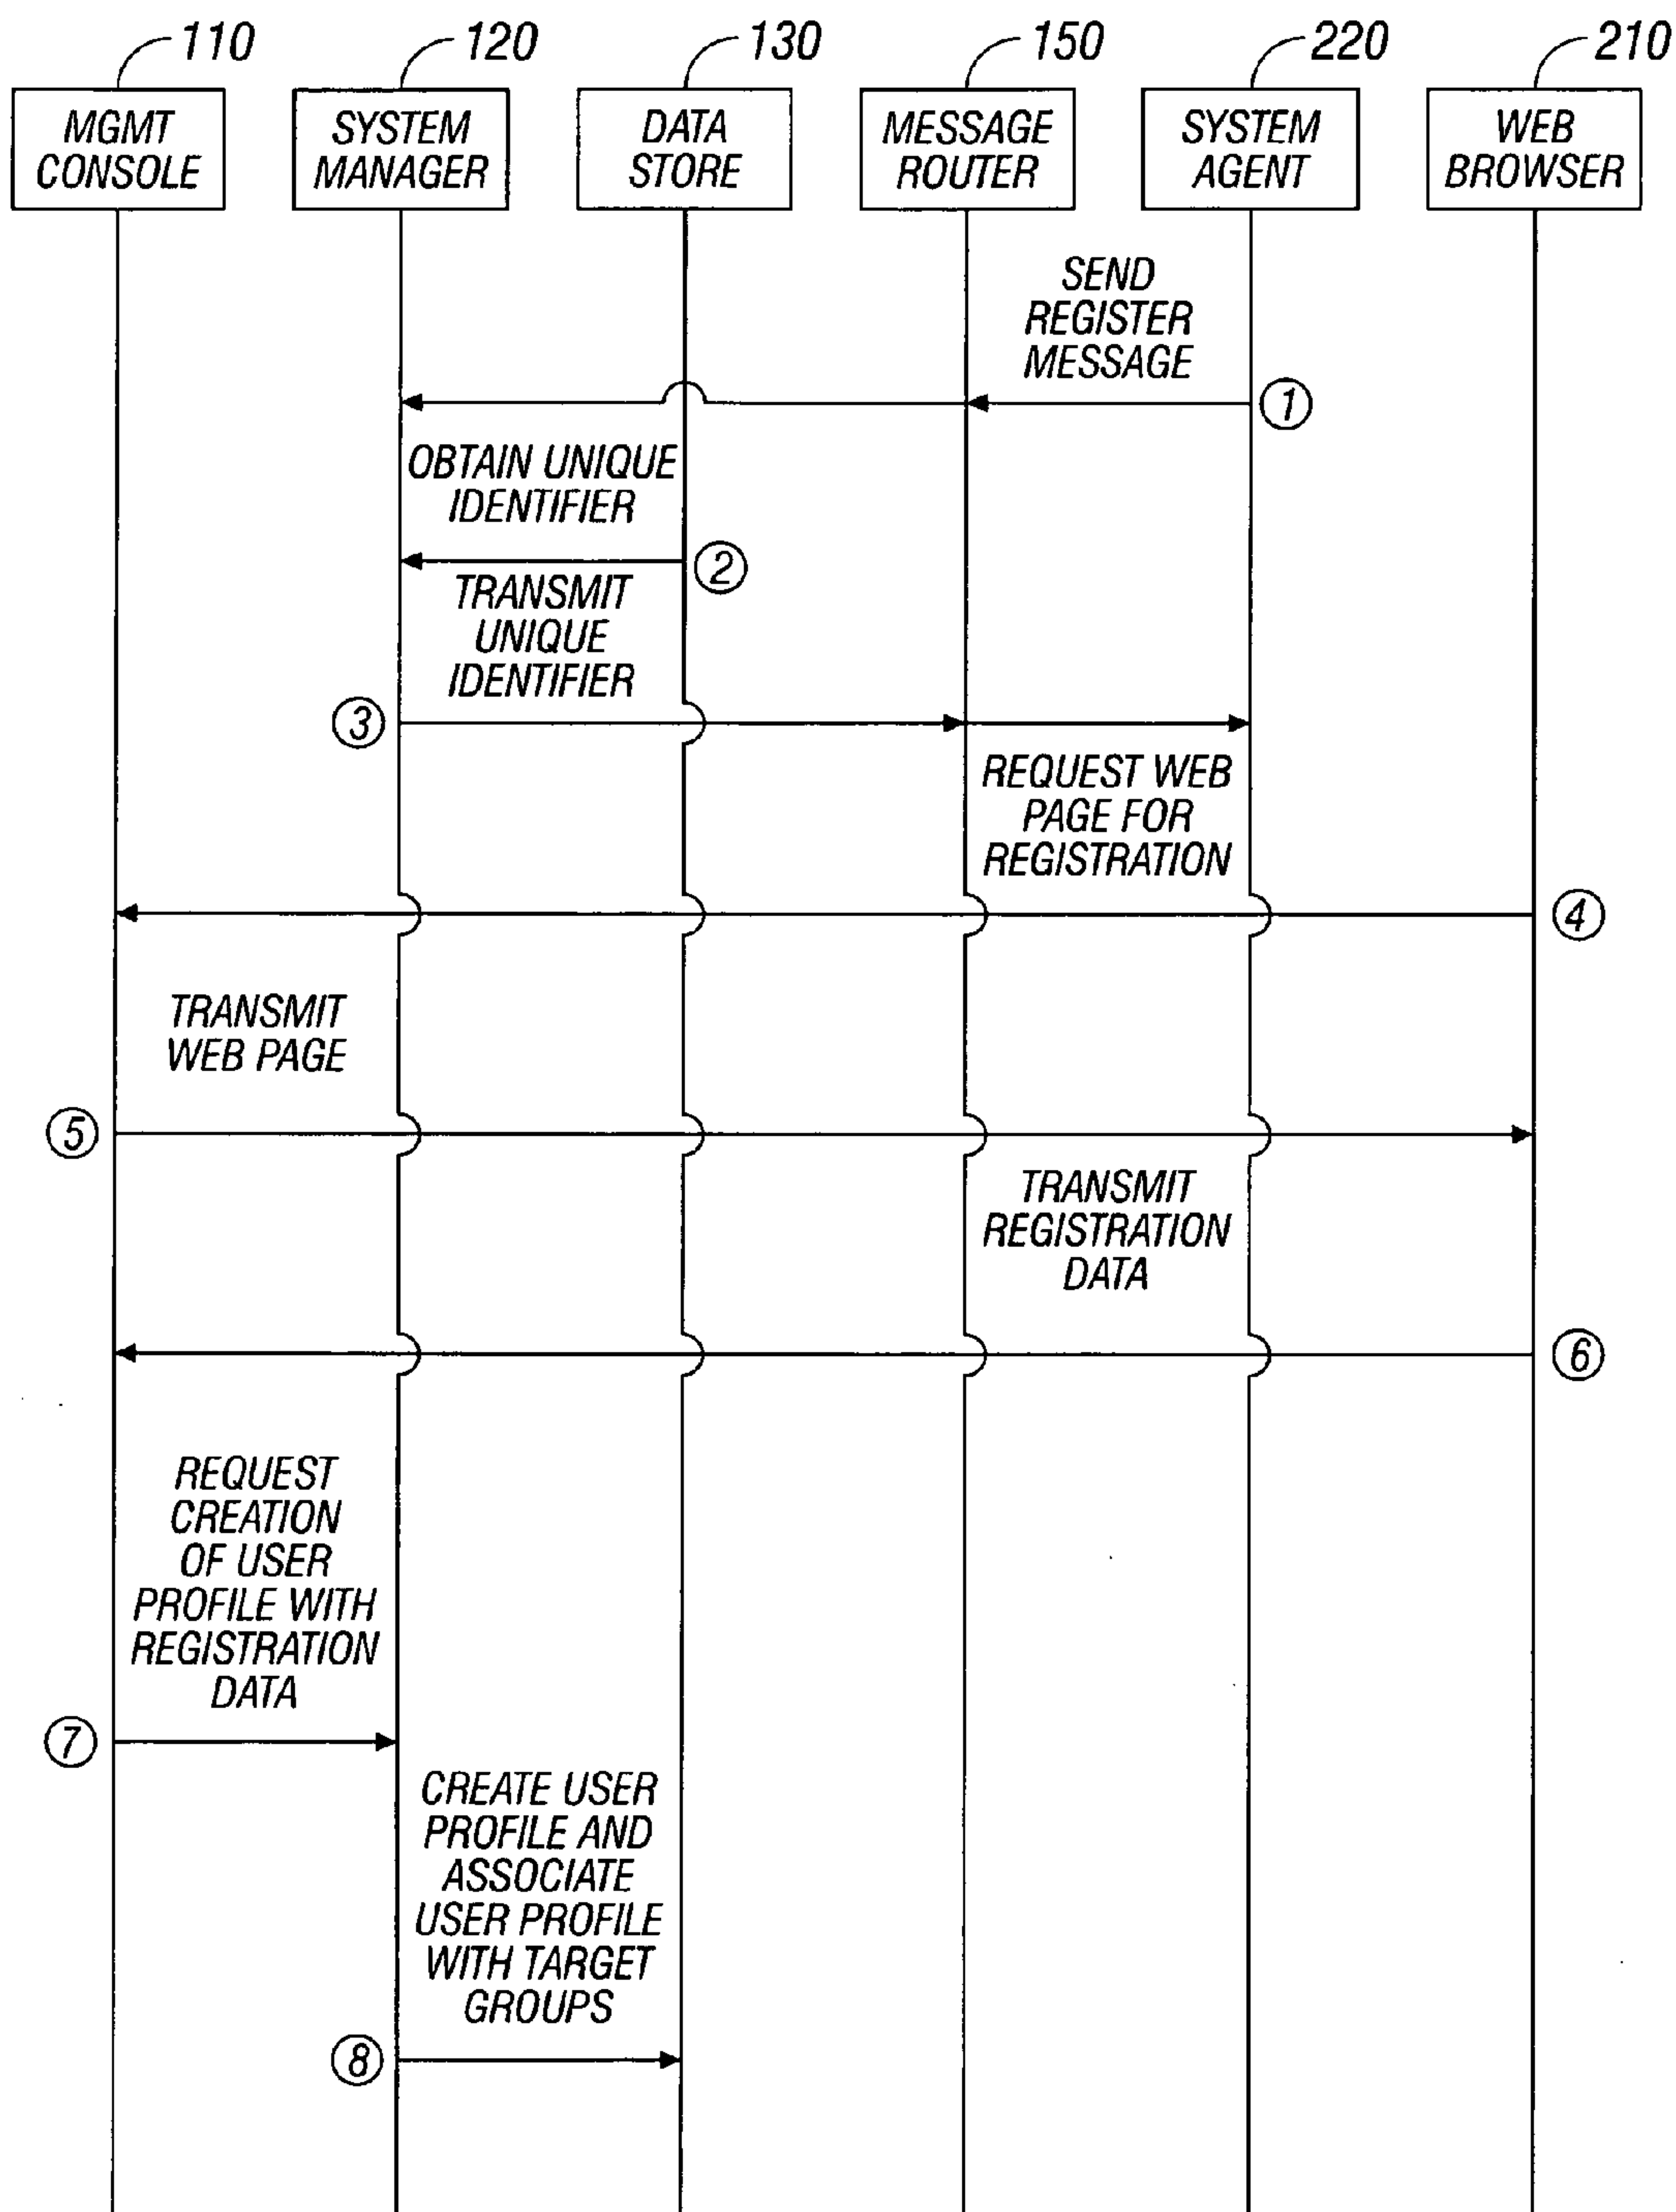 110
120
130
150
220
210
MGMT
CONSOLE
SYSTEM
MANAGER
DATA
STORE
MESSAGE
ROUTER
SYSTEM
AGENT
WEB
BROWSER
SEND
REGISTER
MESSAGE
1
OBTAIN UNIQUE
IDENTIFIER
2
TRANSMIT
UNIQUE
IDENTIFIER
3
REQUEST WEB
PAGE FOR
REGISTRATION
4
TRANSMIT
WEB PAGE
5
TRANSMIT
REGISTRATION
DATA
6
REQUEST
CREATION
OF USER
PROFILE WITH
REGISTRATION
DATA
7
CREATE USER
PROFILE AND
ASSOCIATE
USER PROFILE
WITH TARGET
GROUPS
8